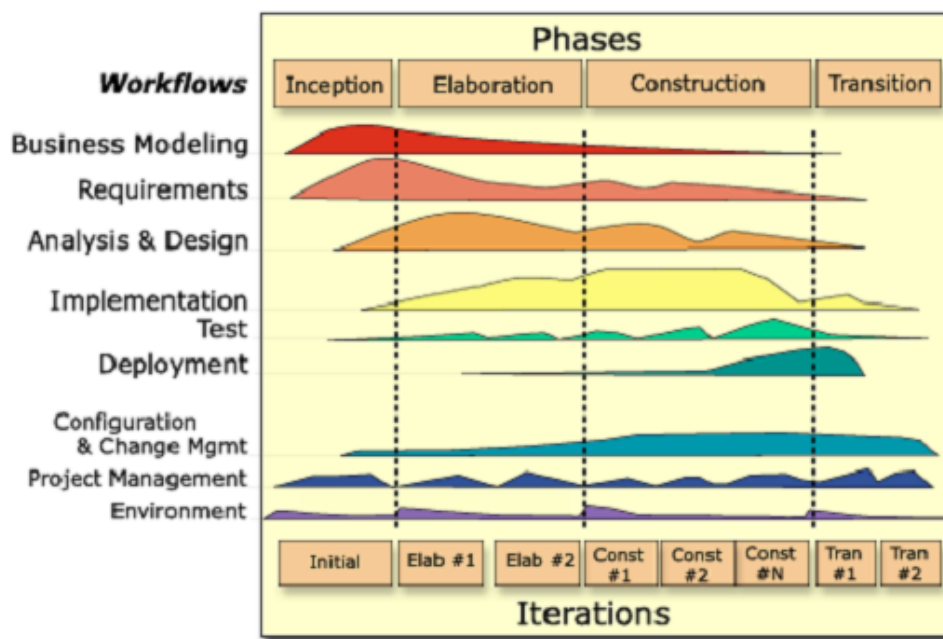 Phases
Workflows
Inception
Elaboration
Construction
Transition
Business Modeling
Requirements
Analysis & Design
Implementation
Test
Deployment
Configuration
& Change Mgmt
Project Management
Environment
Initial
Elab #1
Elab #2
Const
#1
Const
#2
Const
#N
Tran
#1
Tran
#2
Iterations